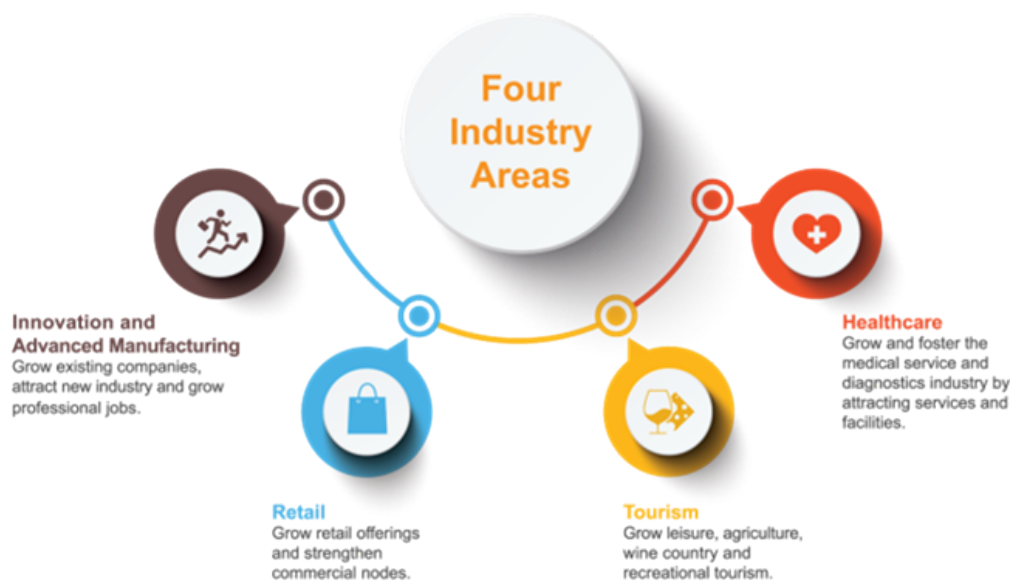 Four
Industry
Areas
Innovation and
Advanced Manufacturing
Grow existing companies,
attract new industry and grow
professional jobs.
Retail
Grow retail offerings
and strengthen
commercial nodes.
Tourism
Grow leisure, agriculture,
wine country and
recreational tourism.
Healthcare
Grow and foster the
medical service and
diagnostics industry by
attracting services and
facilities.